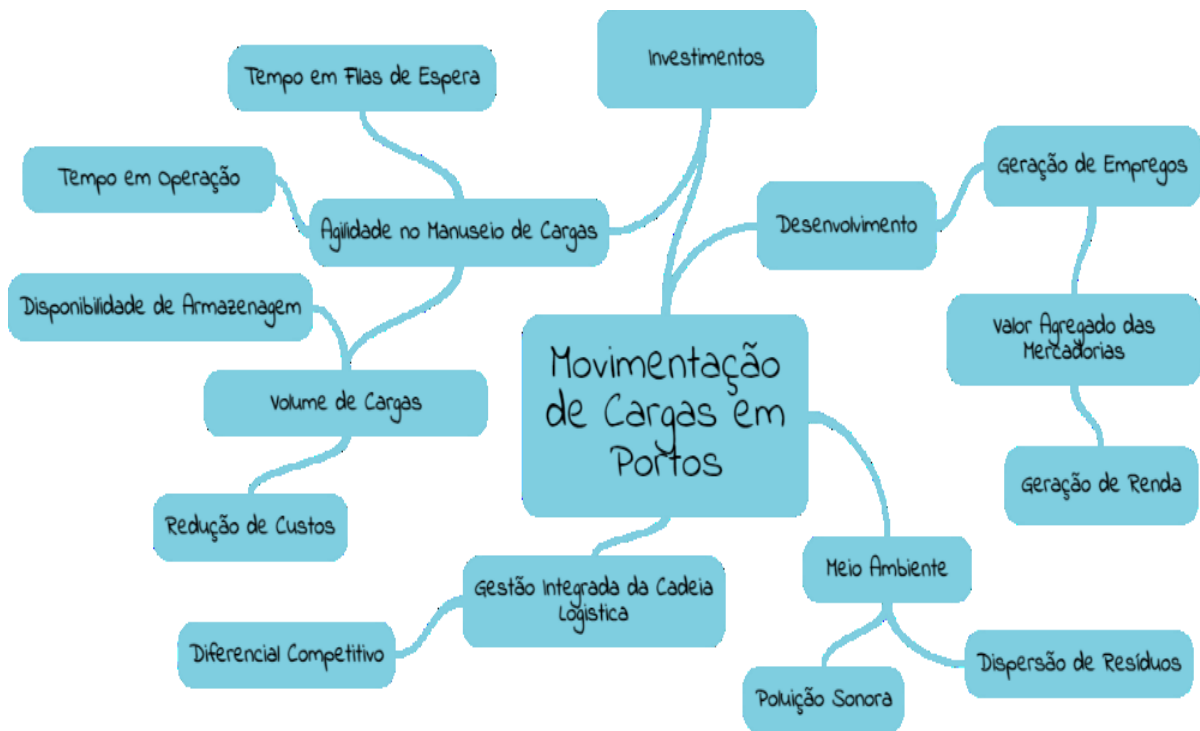 Investimentos
Tempo em Filas de Espera
Tempo em Operação
Geração de Empregos
Agilidade no Manuseio de Cargas
Desenvolvimento
Disponibilidade de Armazenagem
Valor Agregado das
Mercadorias
Movimentação
de Cargas em
Portos
Volume de Cargas
Geração de Renda
Redução de Custos
Meio Ambiente
Gestão Integrada da Cadeia
Logistica
Diferencial Competitivo
Dispersão de Resíduos
Poluição Sonora